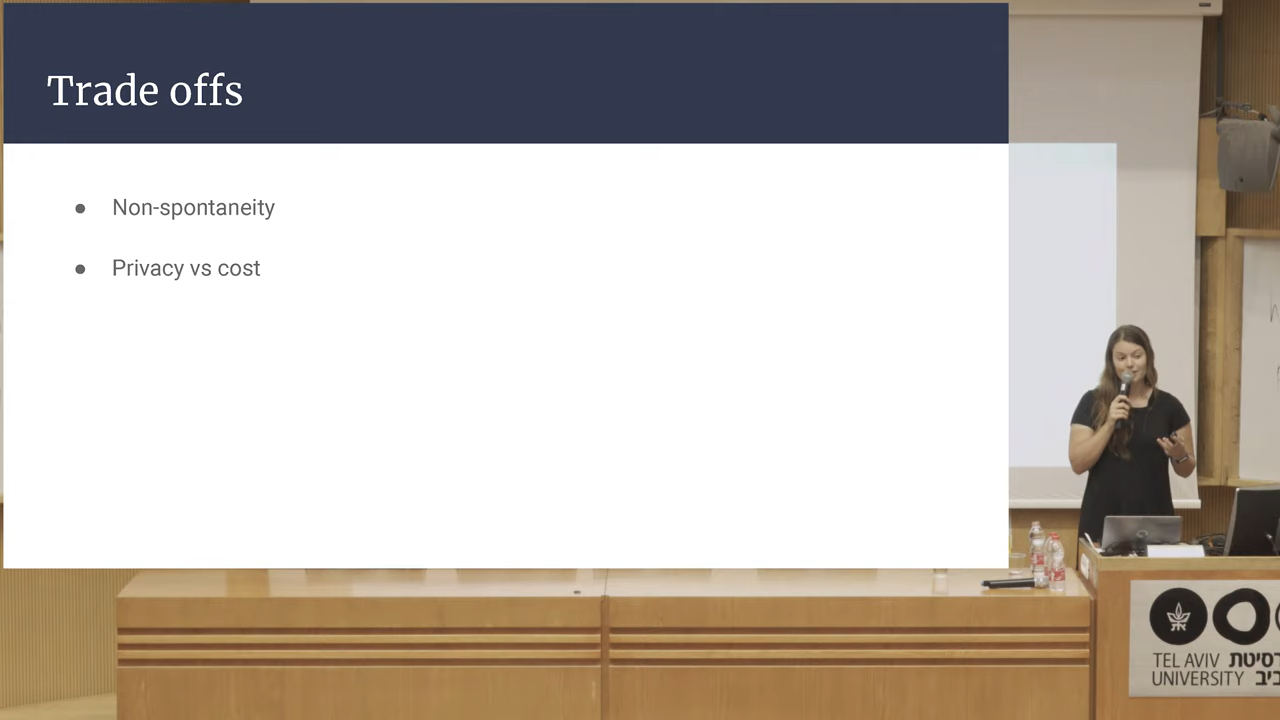 Trade offs
Non-spontaneity
Privacy vs cost
TEL AVIV
UNIVERSITY